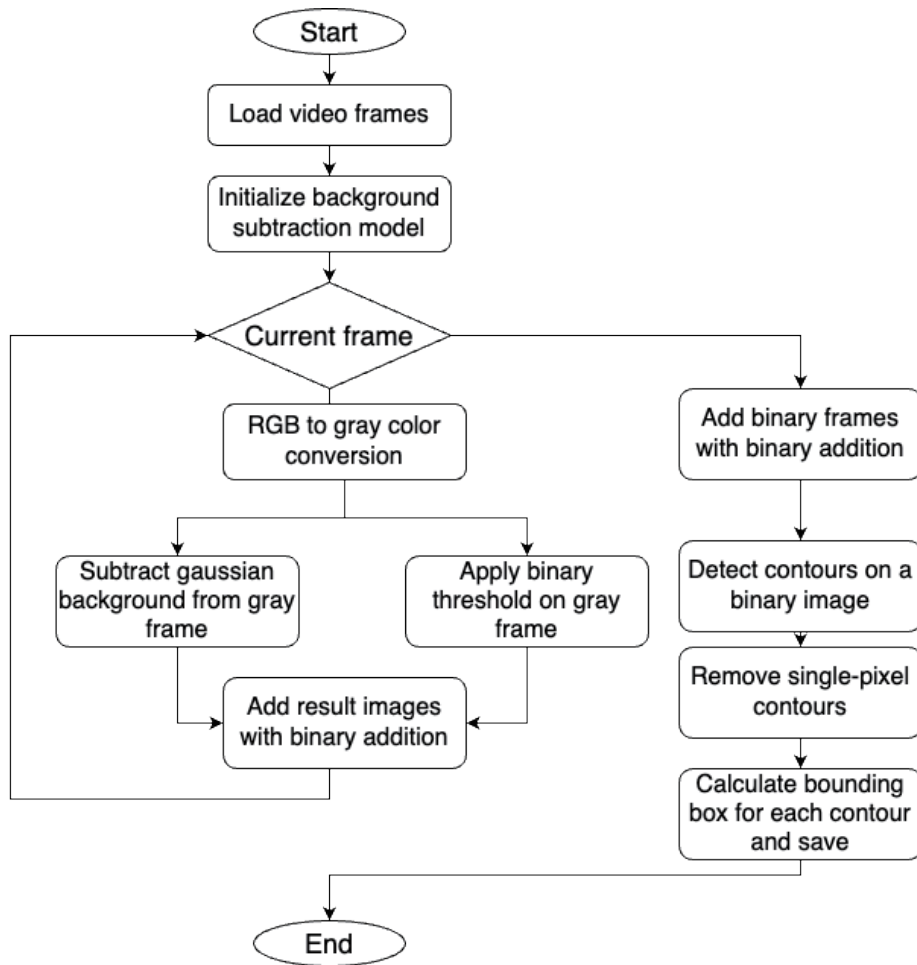 Start
Load video frames
Initialize background
subtraction model
Current frame
RGB to gray color
conversion
Subtract gaussian
background from gray
frame
Apply binary
threshold on gray
frame
Add result images
with binary addition
Add binary frames
with binary addition
Detect contours on a
binary image
Remove single-pixel
contours
Calculate bounding
box for each contour
and save
End